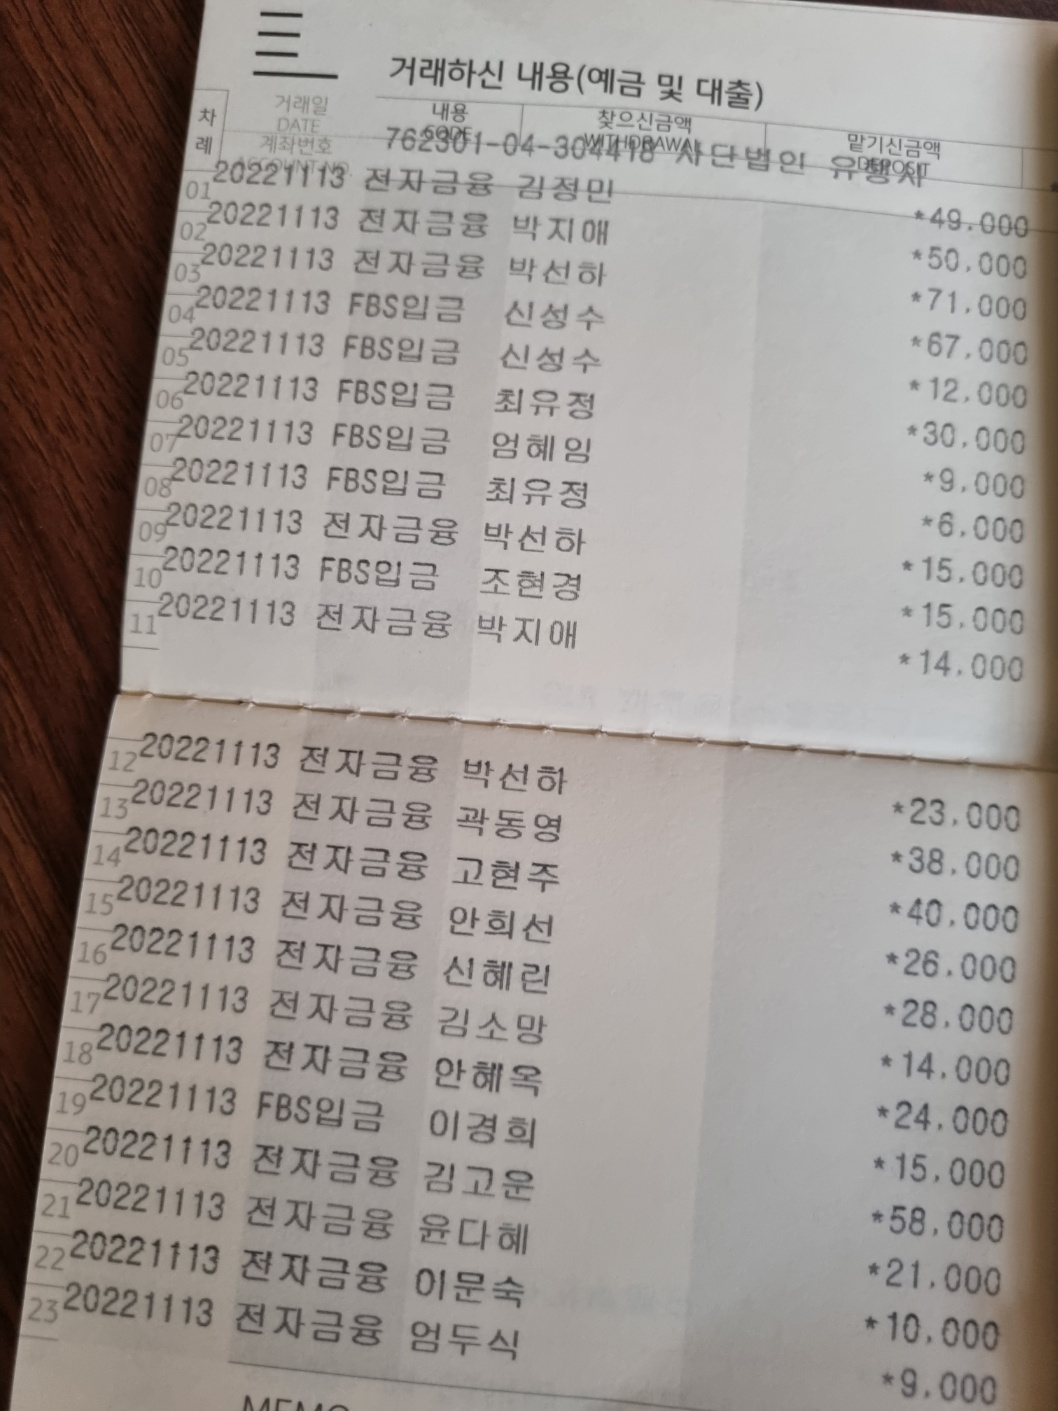 거래하신 내용(예금 및 대출)
차례 거래일 DATE 내용 CODE 찾으신금액 WITHDRAWAL 맡기신금액 DEPOSIT
계좌번호 ACCOUNT NO 762301-04-304418 사단법인
01 20221113 전자금융 김정민 *49,000
02 20221113 전자금융 박지애 *50,000
03 20221113 전자금융 박선하 *71,000
04 20221113 FBS입금 신성수 *67,000
05 20221113 FBS입금 신성수 *12,000
06 20221113 FBS입금 최유정 *30,000
07 20221113 FBS입금 엄혜임 *9,000
08 20221113 FBS입금 최유정 *6,000
09 20221113 전자금융 박선하 *15,000
10 20221113 FBS입금 조현경 *15,000
11 20221113 전자금융 박지애 *14,000
12 20221113 전자금융 박선하 *23,000
13 20221113 전자금융 곽동영 *38,000
14 20221113 전자금융 고현주 *40,000
15 20221113 전자금융 안희선 *26,000
16 20221113 전자금융 신혜린 *28,000
17 20221113 전자금융 김소망 *14,000
18 20221113 전자금융 안혜옥 *24,000
19 20221113 FBS입금 이경희 *15,000
20 20221113 전자금융 김고운 *58,000
21 20221113 전자금융 윤다혜 *21,000
22 20221113 전자금융 이문숙 *10,000
23 20221113 전자금융 엄두식 *9,000
MEMO